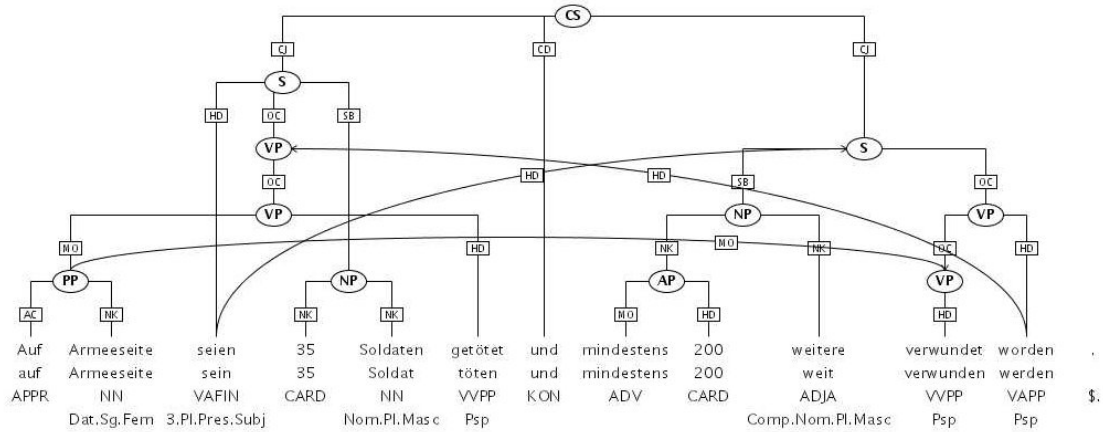 CS
CJ CD CJ
S
HD OC SB
VP S
HD HD SB OC
OC
VP NP VP
MO HD NK MO NK OC HD
PP NP AP VP
AC NK NK NK MO HD HD
Auf Armeeseite seien 35 Soldaten getötet und mindestens 200 weitere verwundet worden .
auf Armeeseite sein 35 Soldat töten und mindestens 200 weit verwunden werden
APPR NN VAFIN CARD NN VVPP KON ADV CARD ADJA VVPP VAPP $.
Dat.Sg.Fem 3.Pl.Pres.Subj Nom.Pl.Masc Psp Comp.Nom.Pl.Masc Psp Psp